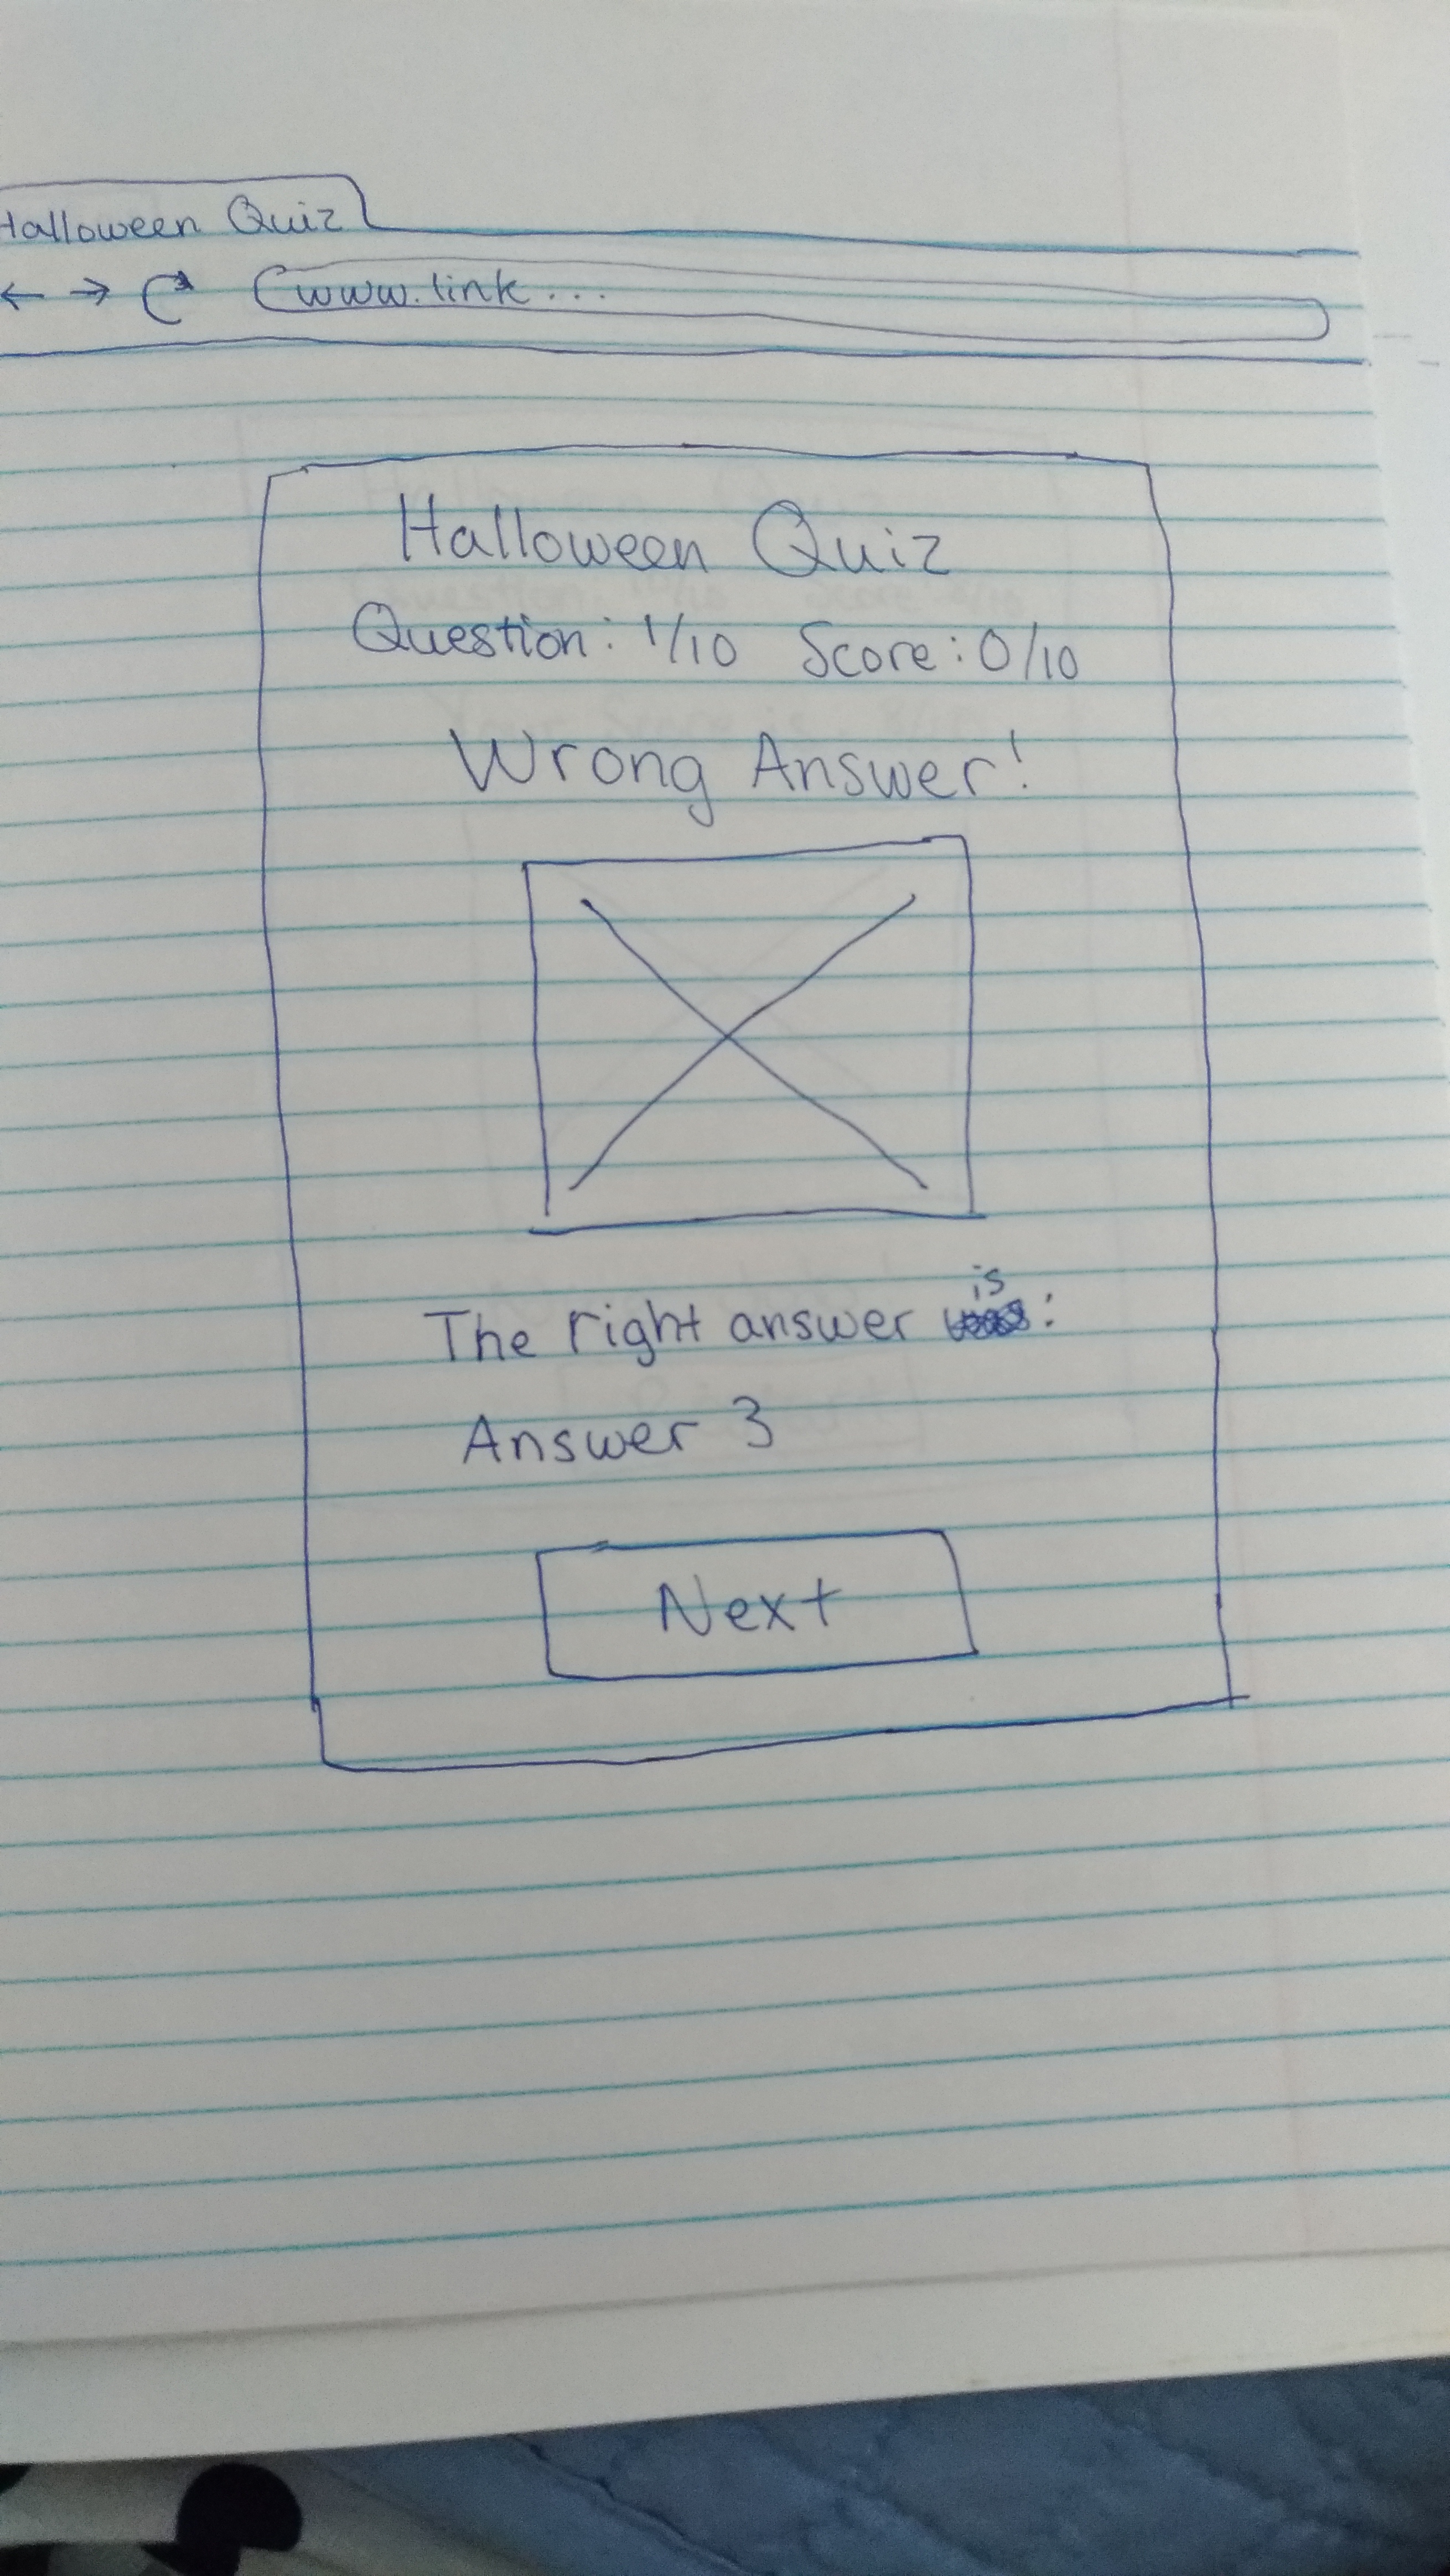 Halloween Quiz
www.link...
Halloween Quiz
Question: 1/10 Score: 0/10
Wrong Answer!
The right answer is:
Answer 3
Next